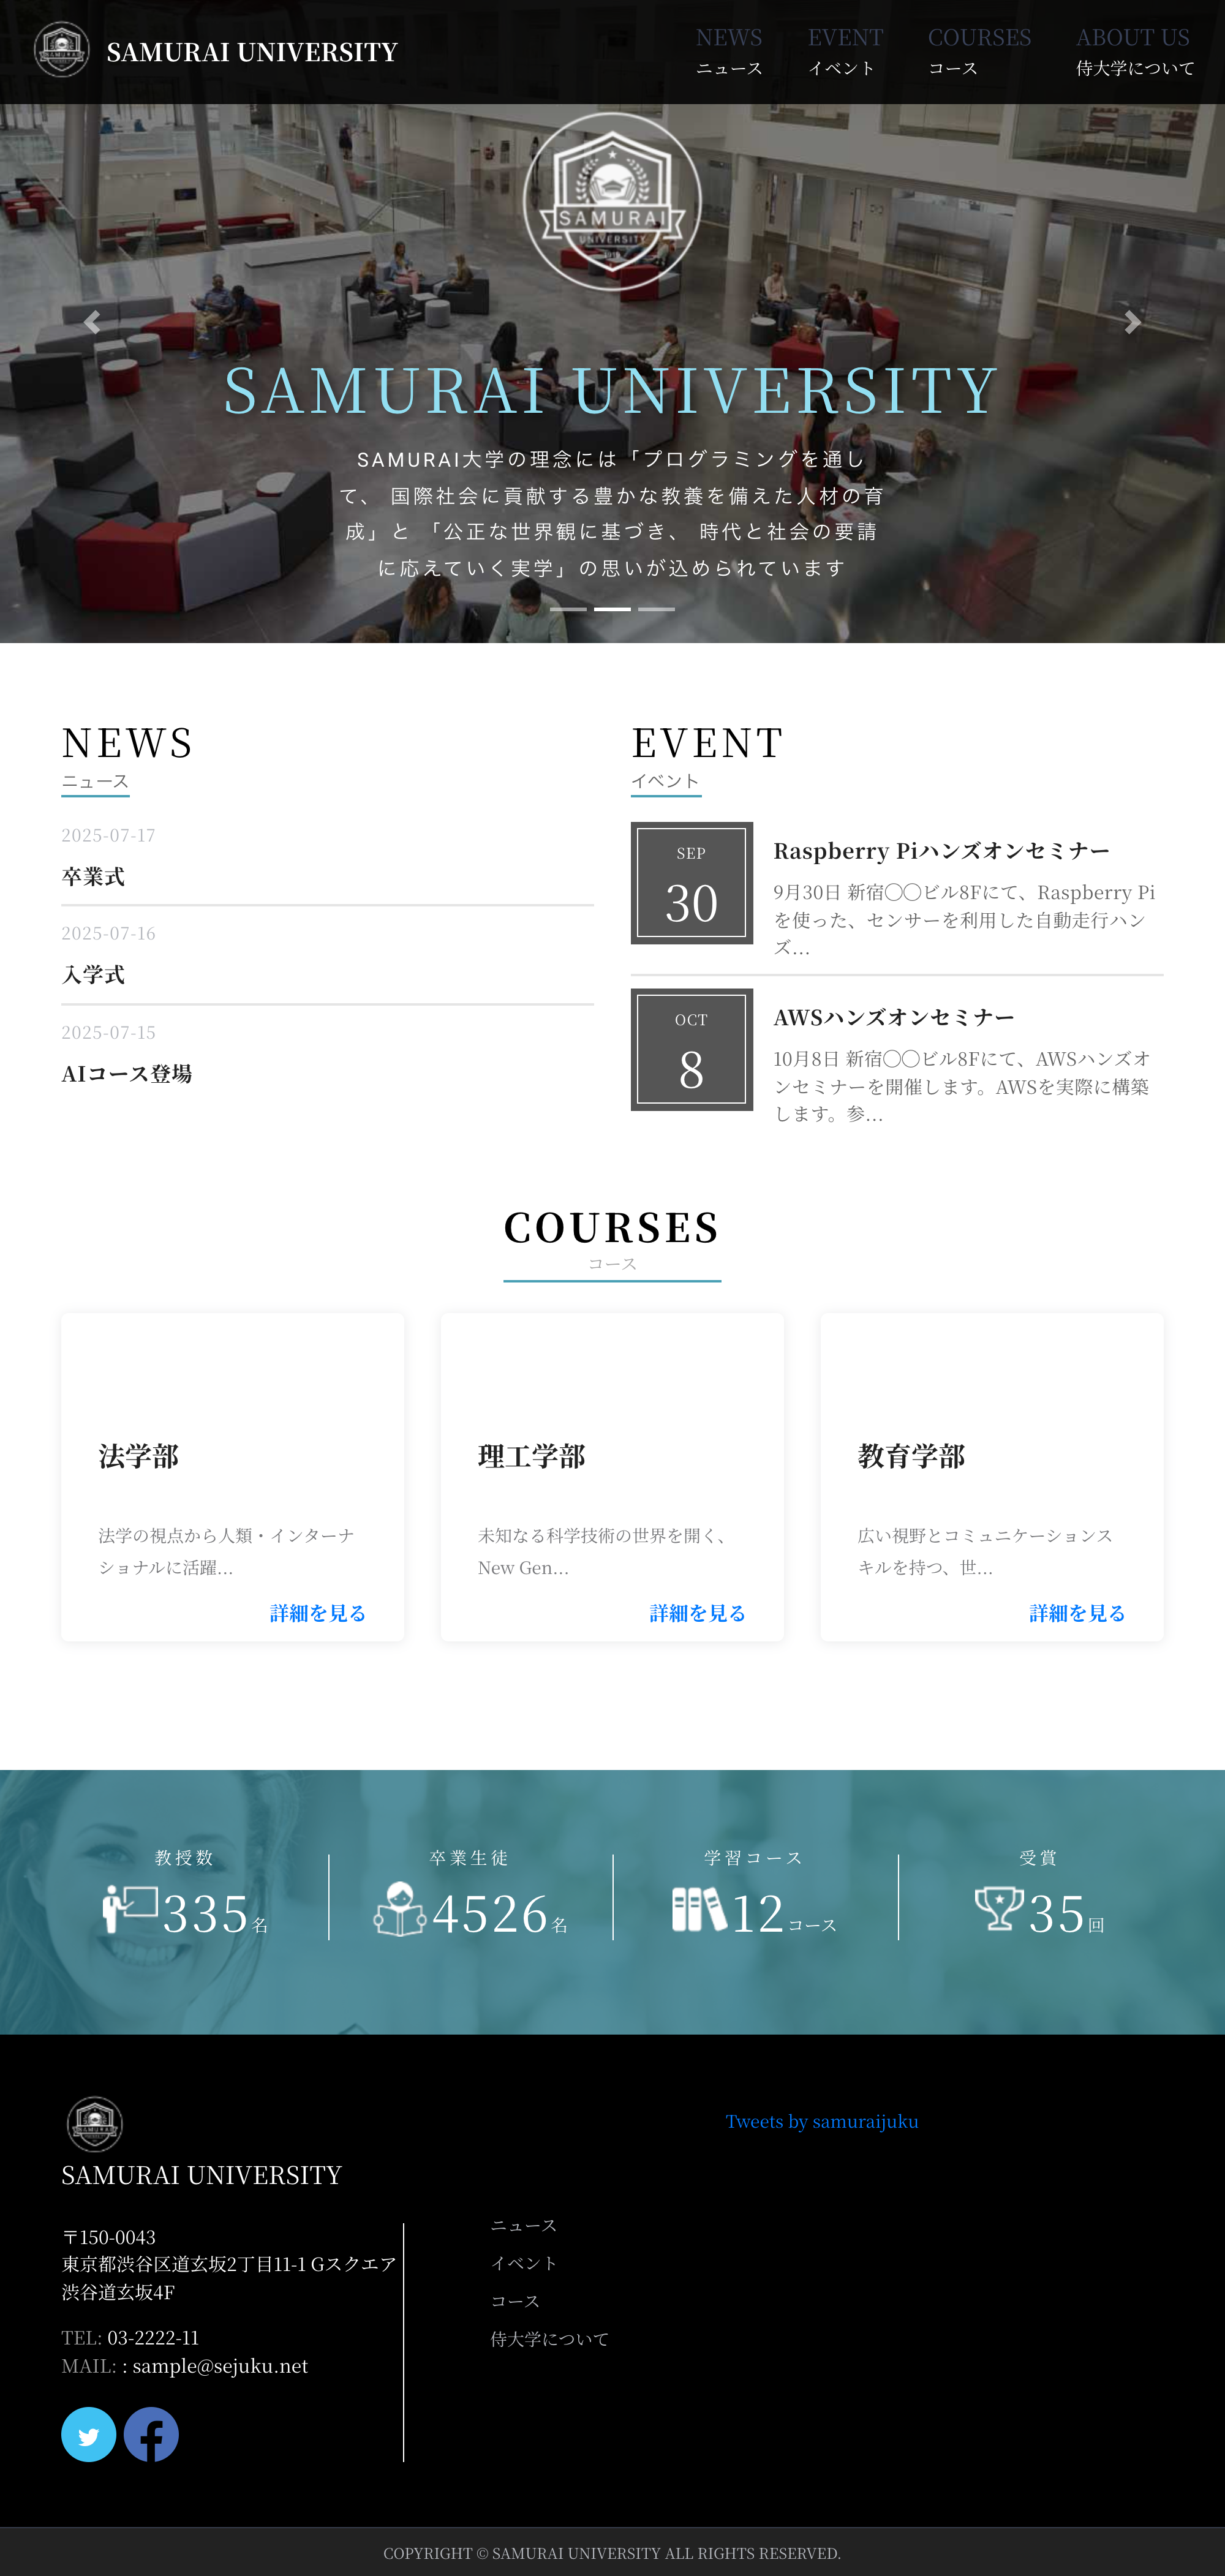 SAMURAI UNIVERSITY
NEWS
ニュース
EVENT
イベント
COURSES
コース
ABOUT US
侍大学について
SAMURAI
UNIVERSITY
SAMURAI UNIVERSITY
SAMURAI大学の理念には「プログラミングを通し
て、 国際社会に貢献する豊かな教養を備えた人材の育
成」と 「公正な世界観に基づき、 時代と社会の要請
に応えていく実学」の思いが込められています
NEWS
ニュース
2025-07-17
卒業式
2025-07-16
入学式
2025-07-15
AIコース登場
EVENT
イベント
SEP
30
Raspberry Piハンズオンセミナー
9月30日 新宿◯◯ビル8Fにて、Raspberry Pi
を使った、センサーを利用した自動走行ハン
ズ...
OCT
8
AWSハンズオンセミナー
10月8日 新宿◯◯ビル8Fにて、AWSハンズオ
ンセミナーを開催します。AWSを実際に構築
します。参...
COURSES
コース
法学部
法学の視点から人類・インターナ
ショナルに活躍...
詳細を見る
理工学部
未知なる科学技術の世界を開く、
New Gen...
詳細を見る
教育学部
広い視野とコミュニケーションス
キルを持つ、世...
詳細を見る
教授数
335名
卒業生徒
4526名
学習コース
12コース
受賞
35回
SAMURAI UNIVERSITY
〒150-0043
東京都渋谷区道玄坂2丁目11-1 Gスクエア
渋谷道玄坂4F
TEL: 03-2222-11
MAIL: : sample@sejuku.net
ニュース
イベント
コース
侍大学について
Tweets by samuraijuku
COPYRIGHT © SAMURAI UNIVERSITY ALL RIGHTS RESERVED.